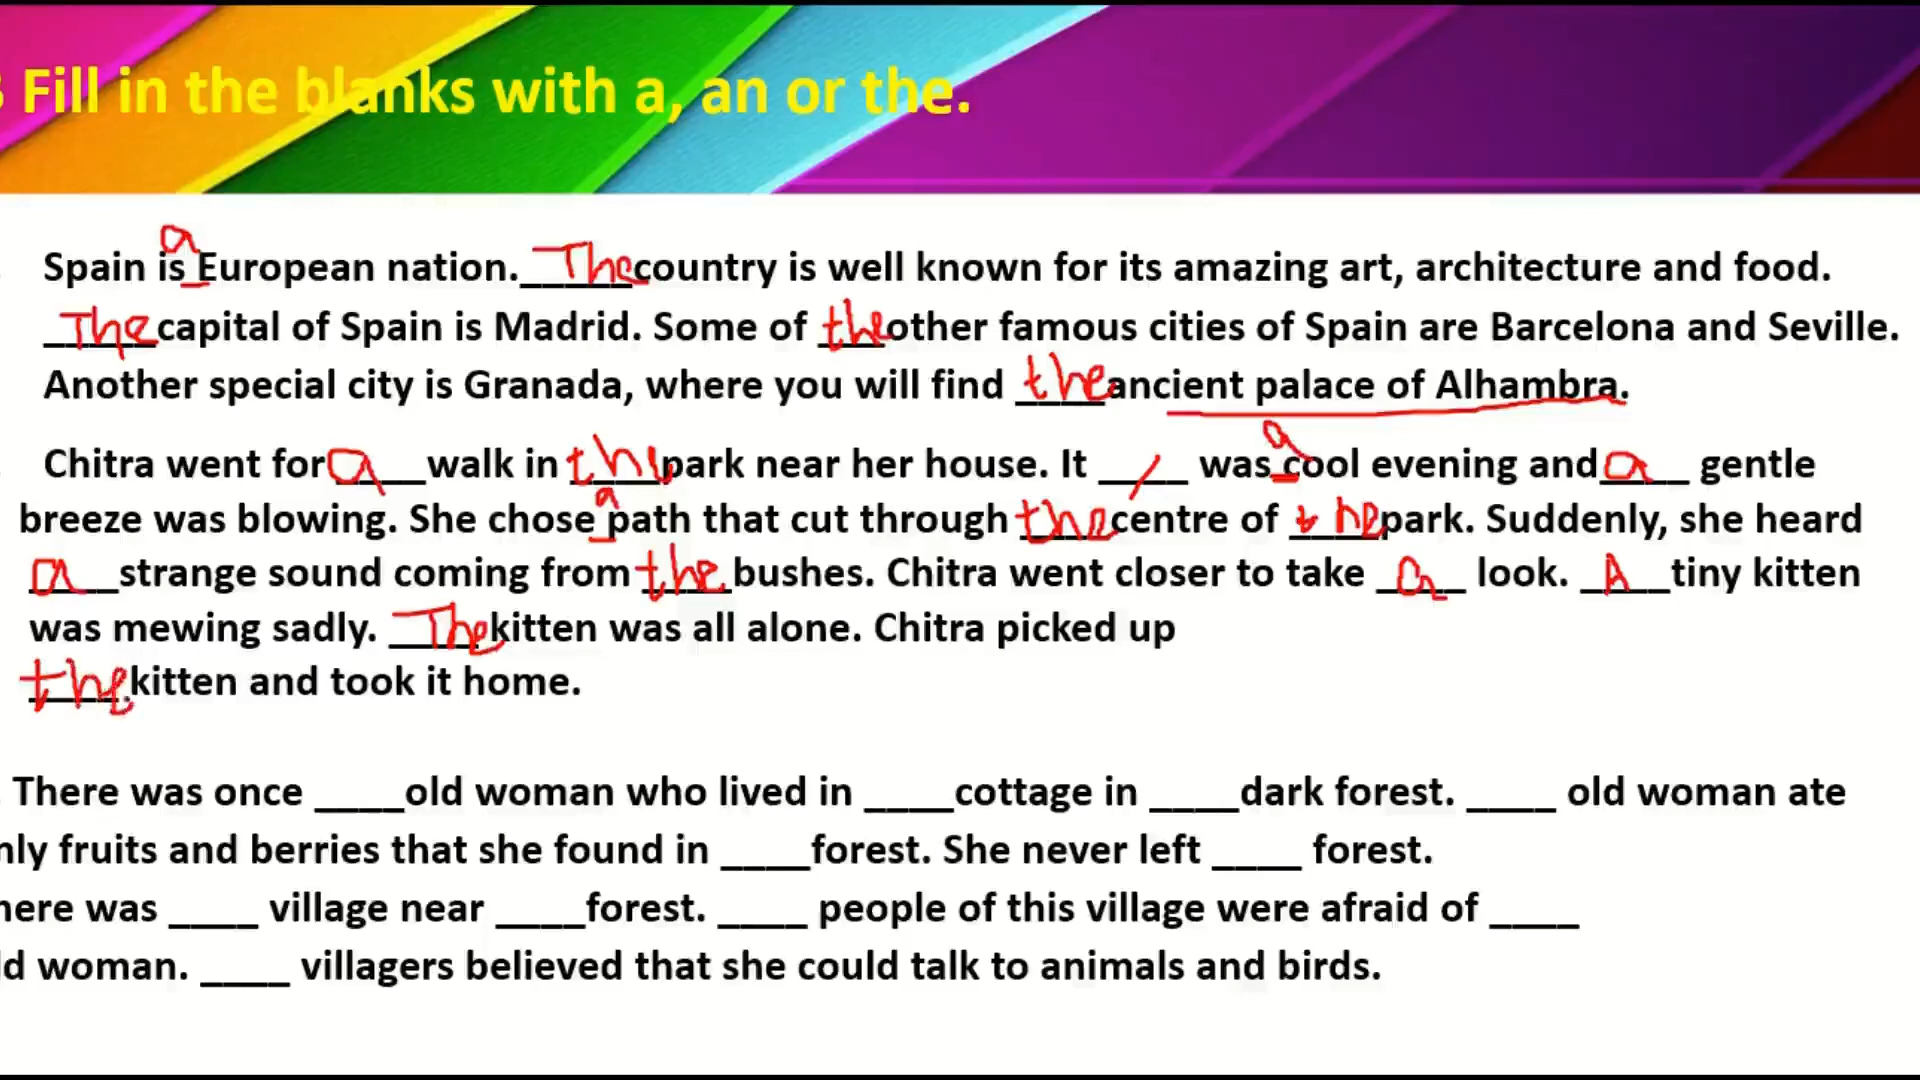 Fill in the blanks with a, an or the.
Spain is a European nation. The country is well known for its amazing art, architecture and food.
The capital of Spain is Madrid. Some of the other famous cities of Spain are Barcelona and Seville.
Another special city is Granada, where you will find the ancient palace of Alhambra.
Chitra went for a walk in the park near her house. It ____ was a cool evening and a gentle
breeze was blowing. She chose a path that cut through the centre of the park. Suddenly, she heard
a strange sound coming from the bushes. Chitra went closer to take a look. A tiny kitten
was mewing sadly. The kitten was all alone. Chitra picked up
the kitten and took it home.
There was once ____old woman who lived in ____cottage in ____dark forest. ____ old woman ate
nly fruits and berries that she found in ____forest. She never left ____ forest.
here was ____ village near ____forest. ____ people of this village were afraid of ____
ld woman. ____ villagers believed that she could talk to animals and birds.